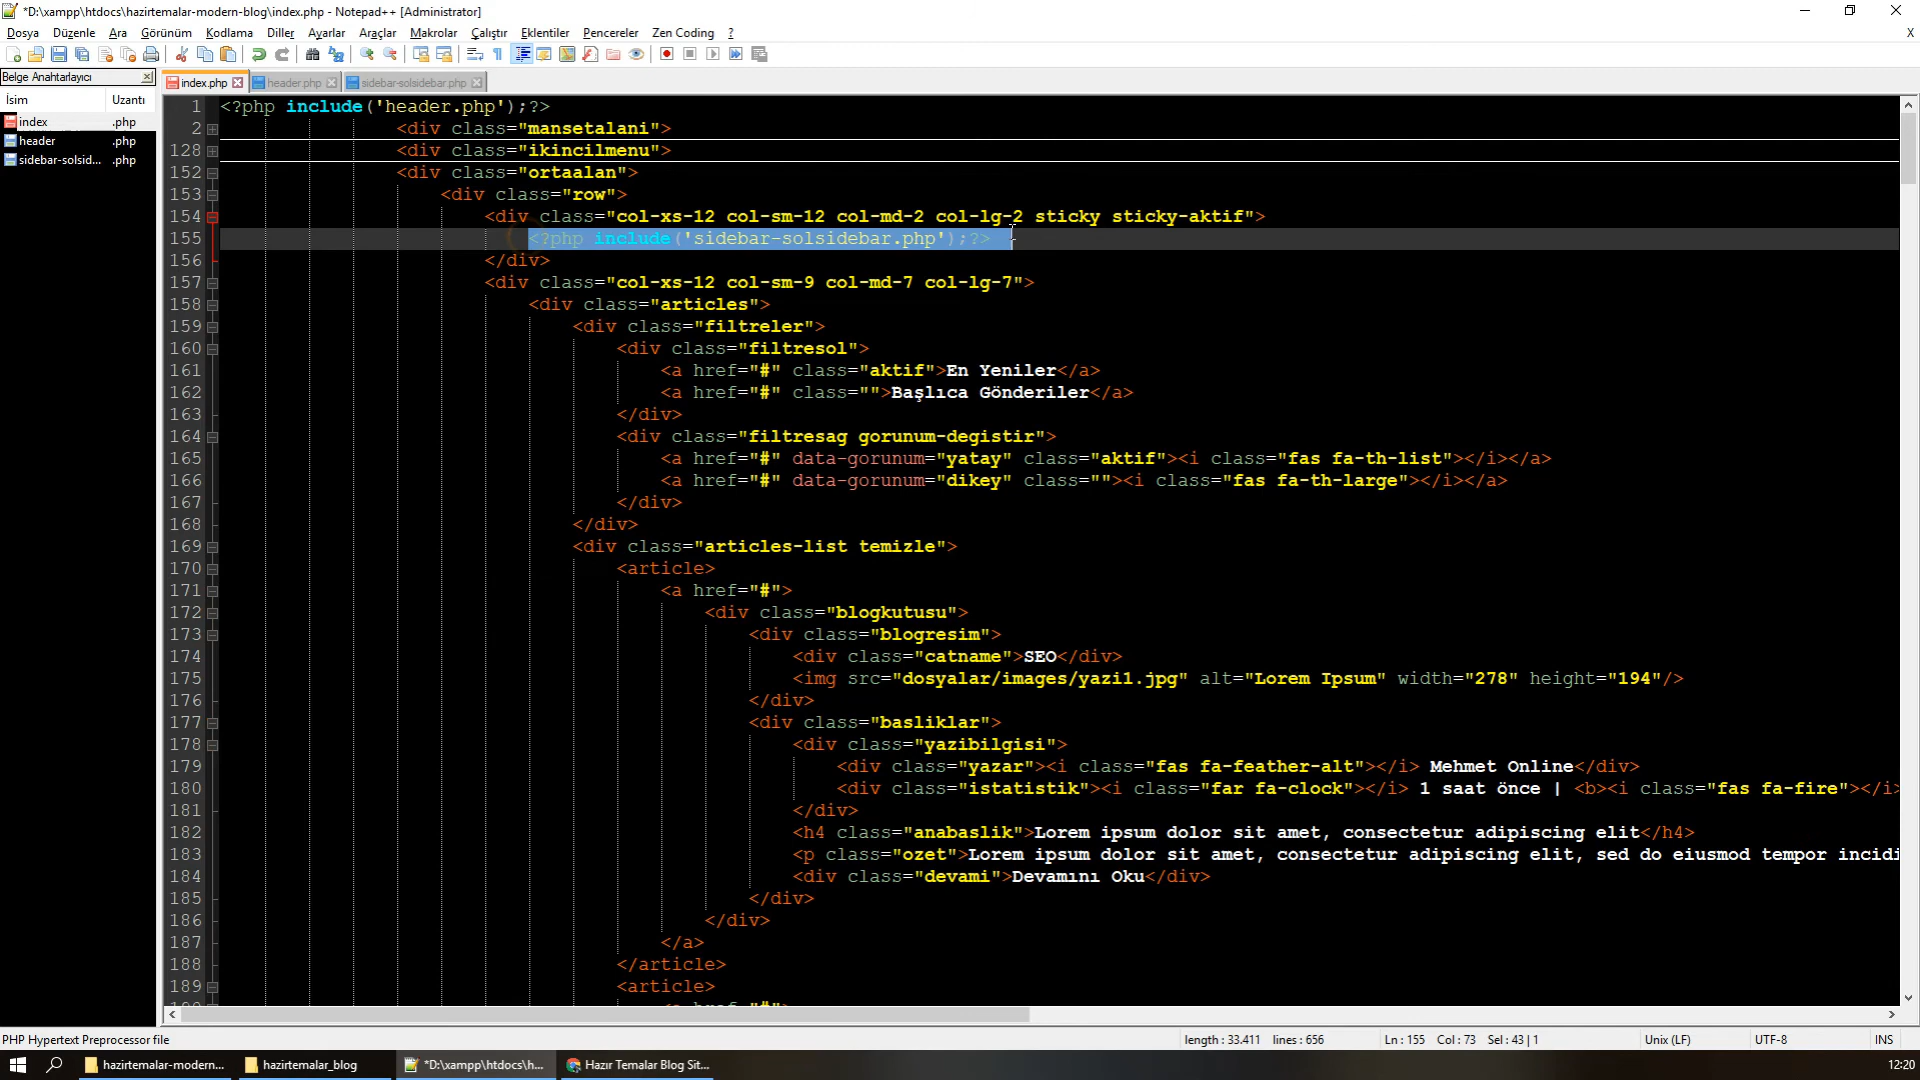 *D:\xampp\htdocs\hazirtemalar-modern-blog\index.php - Notepad++ [Administrator]
Dosya Düzenle Ara Görünüm Kodlama Diller Ayarlar Araçlar Makrolar Çalıştır Eklentiler Pencereler Zen Coding ? X
Belge Anahtarlayıcı
index.php header.php sidebar-solsidebar.php
İsim Uzantı
index .php
header .php
sidebar-solsid... .php
1 <?php include('header.php');?>
2 <div class="mansetalani">
128 <div class="ikincilmenu">
152 <div class="ortaalan">
153 <div class="row">
154 <div class="col-xs-12 col-sm-12 col-md-2 col-lg-2 sticky sticky-aktif">
155 <?php include('sidebar-solsidebar.php');?>
156 </div>
157 <div class="col-xs-12 col-sm-9 col-md-7 col-lg-7">
158 <div class="articles">
159 <div class="filtreler">
160 <div class="filtresol">
161 <a href="#" class="aktif">En Yeniler</a>
162 <a href="#" class="">Başlıca Gönderiler</a>
163 </div>
164 <div class="filtresag gorunum-degistir">
165 <a href="#" data-gorunum="yatay" class="aktif"><i class="fas fa-th-list"></i></a>
166 <a href="#" data-gorunum="dikey" class=""><i class="fas fa-th-large"></i></a>
167 </div>
168 </div>
169 <div class="articles-list temizle">
170 <article>
171 <a href="#">
172 <div class="blogkutusu">
173 <div class="blogresim">
174 <div class="catname">SEO</div>
175 <img src="dosyalar/images/yazi1.jpg" alt="Lorem Ipsum" width="278" height="194"/>
176 </div>
177 <div class="basliklar">
178 <div class="yazibilgisi">
179 <div class="yazar"><i class="fas fa-feather-alt"></i> Mehmet Online</div>
180 <div class="istatistik"><i class="far fa-clock"></i> 1 saat önce | <b><i class="fas fa-fire"></i>
181 </div>
182 <h4 class="anabaslik">Lorem ipsum dolor sit amet, consectetur adipiscing elit</h4>
183 <p class="ozet">Lorem ipsum dolor sit amet, consectetur adipiscing elit, sed do eiusmod tempor incidi
184 <div class="devami">Devamını Oku</div>
185 </div>
186 </div>
187 </a>
188 </article>
189 <article>
PHP Hypertext Preprocessor file length : 33.411 lines : 656 Ln : 155 Col : 73 Sel : 43 | 1 Unix (LF) UTF-8 INS
hazirtemalar-modern... hazirtemalar_blog *D:\xampp\htdocs\h... Hazır Temalar Blog Sit... 12:20